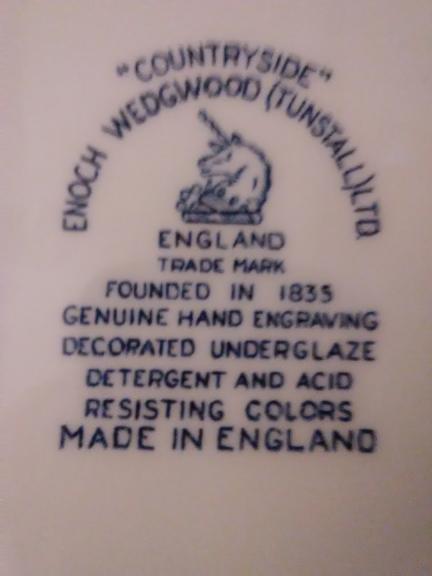 "COUNTRYSIDE"
ENOCH WEDGWOOD (TUNSTALL) LTD
ENGLAND
TRADE MARK
FOUNDED IN 1835
GENUINE HAND ENGRAVING
DECORATED UNDERGLAZE
DETERGENT AND ACID
RESISTING COLORS
MADE IN ENGLAND